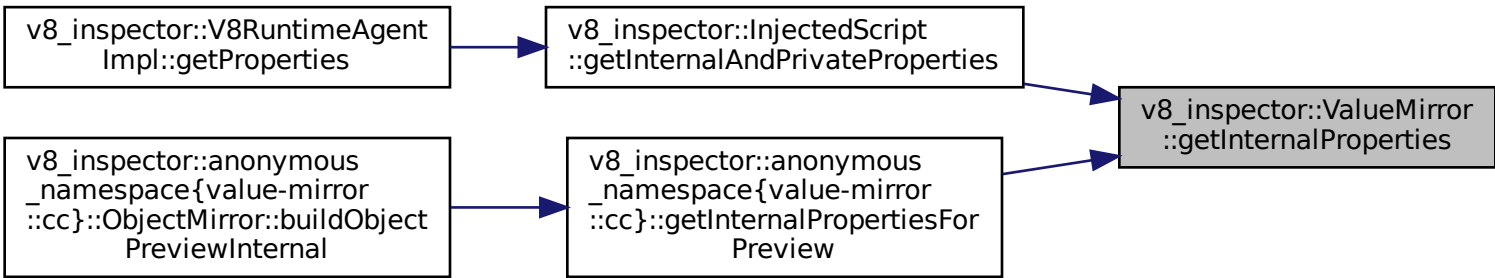 v8_inspector::V8RuntimeAgent
Impl::getProperties
v8_inspector::InjectedScript
::getInternalAndPrivateProperties
v8_inspector::ValueMirror
::getInternalProperties
v8_inspector::anonymous
_namespace{value-mirror
::cc}::ObjectMirror::buildObject
PreviewInternal
v8_inspector::anonymous
_namespace{value-mirror
::cc}::getInternalPropertiesFor
Preview